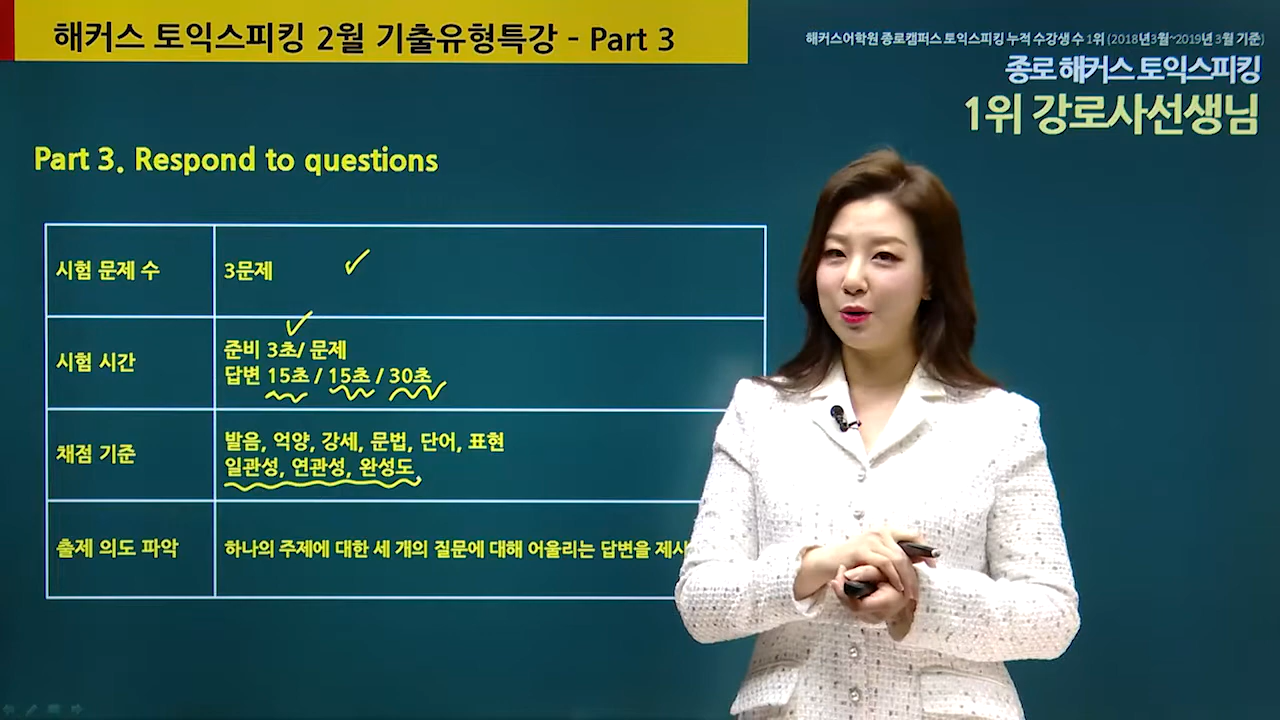 해커스 토익스피킹 2월 기출유형특강 - Part 3
해커스어학원 종로캠퍼스 토익스피킹 누적 수강생 수 1위 (2018년3월~2019년 3월 기준)
종로 해커스 토익스피킹
1위 강로사선생님
Part 3. Respond to questions
시험 문제 수
3문제
시험 시간
준비 3초/ 문제
답변 15초 / 15초 / 30초
채점 기준
발음, 억양, 강세, 문법, 단어, 표현
일관성, 연관성, 완성도
출제 의도 파악
하나의 주제에 대한 세 개의 질문에 대해 어울리는 답변을